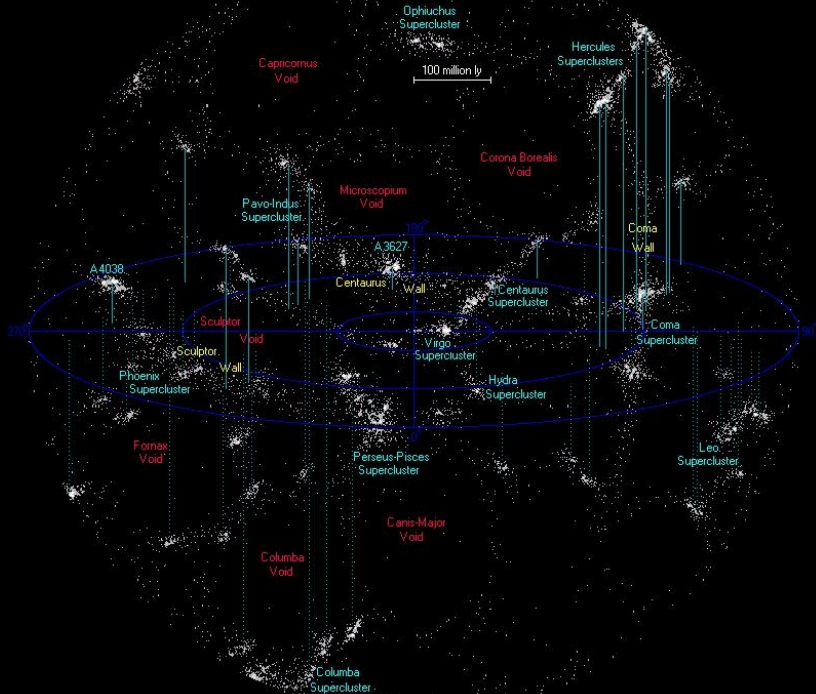 Ophiuchus
Supercluster
Hercules
Superclusters
Capricornus
Void
100 million ly
Corona Borealis
Void
Microscopium
Void
Pavo-Indus
Supercluster
180°
Coma
Wall
A3627
A4038
Centaurus
Wall
Centaurus
Supercluster
Sculptor
Void
270°
90°
Coma
Supercluster
Virgo
Supercluster
Sculptor
Wall
Phoenix
Supercluster
Hydra
Supercluster
0°
Fornax
Void
Perseus-Pisces
Supercluster
Leo
Supercluster
Canis-Major
Void
Columba
Void
Columba
Supercluster